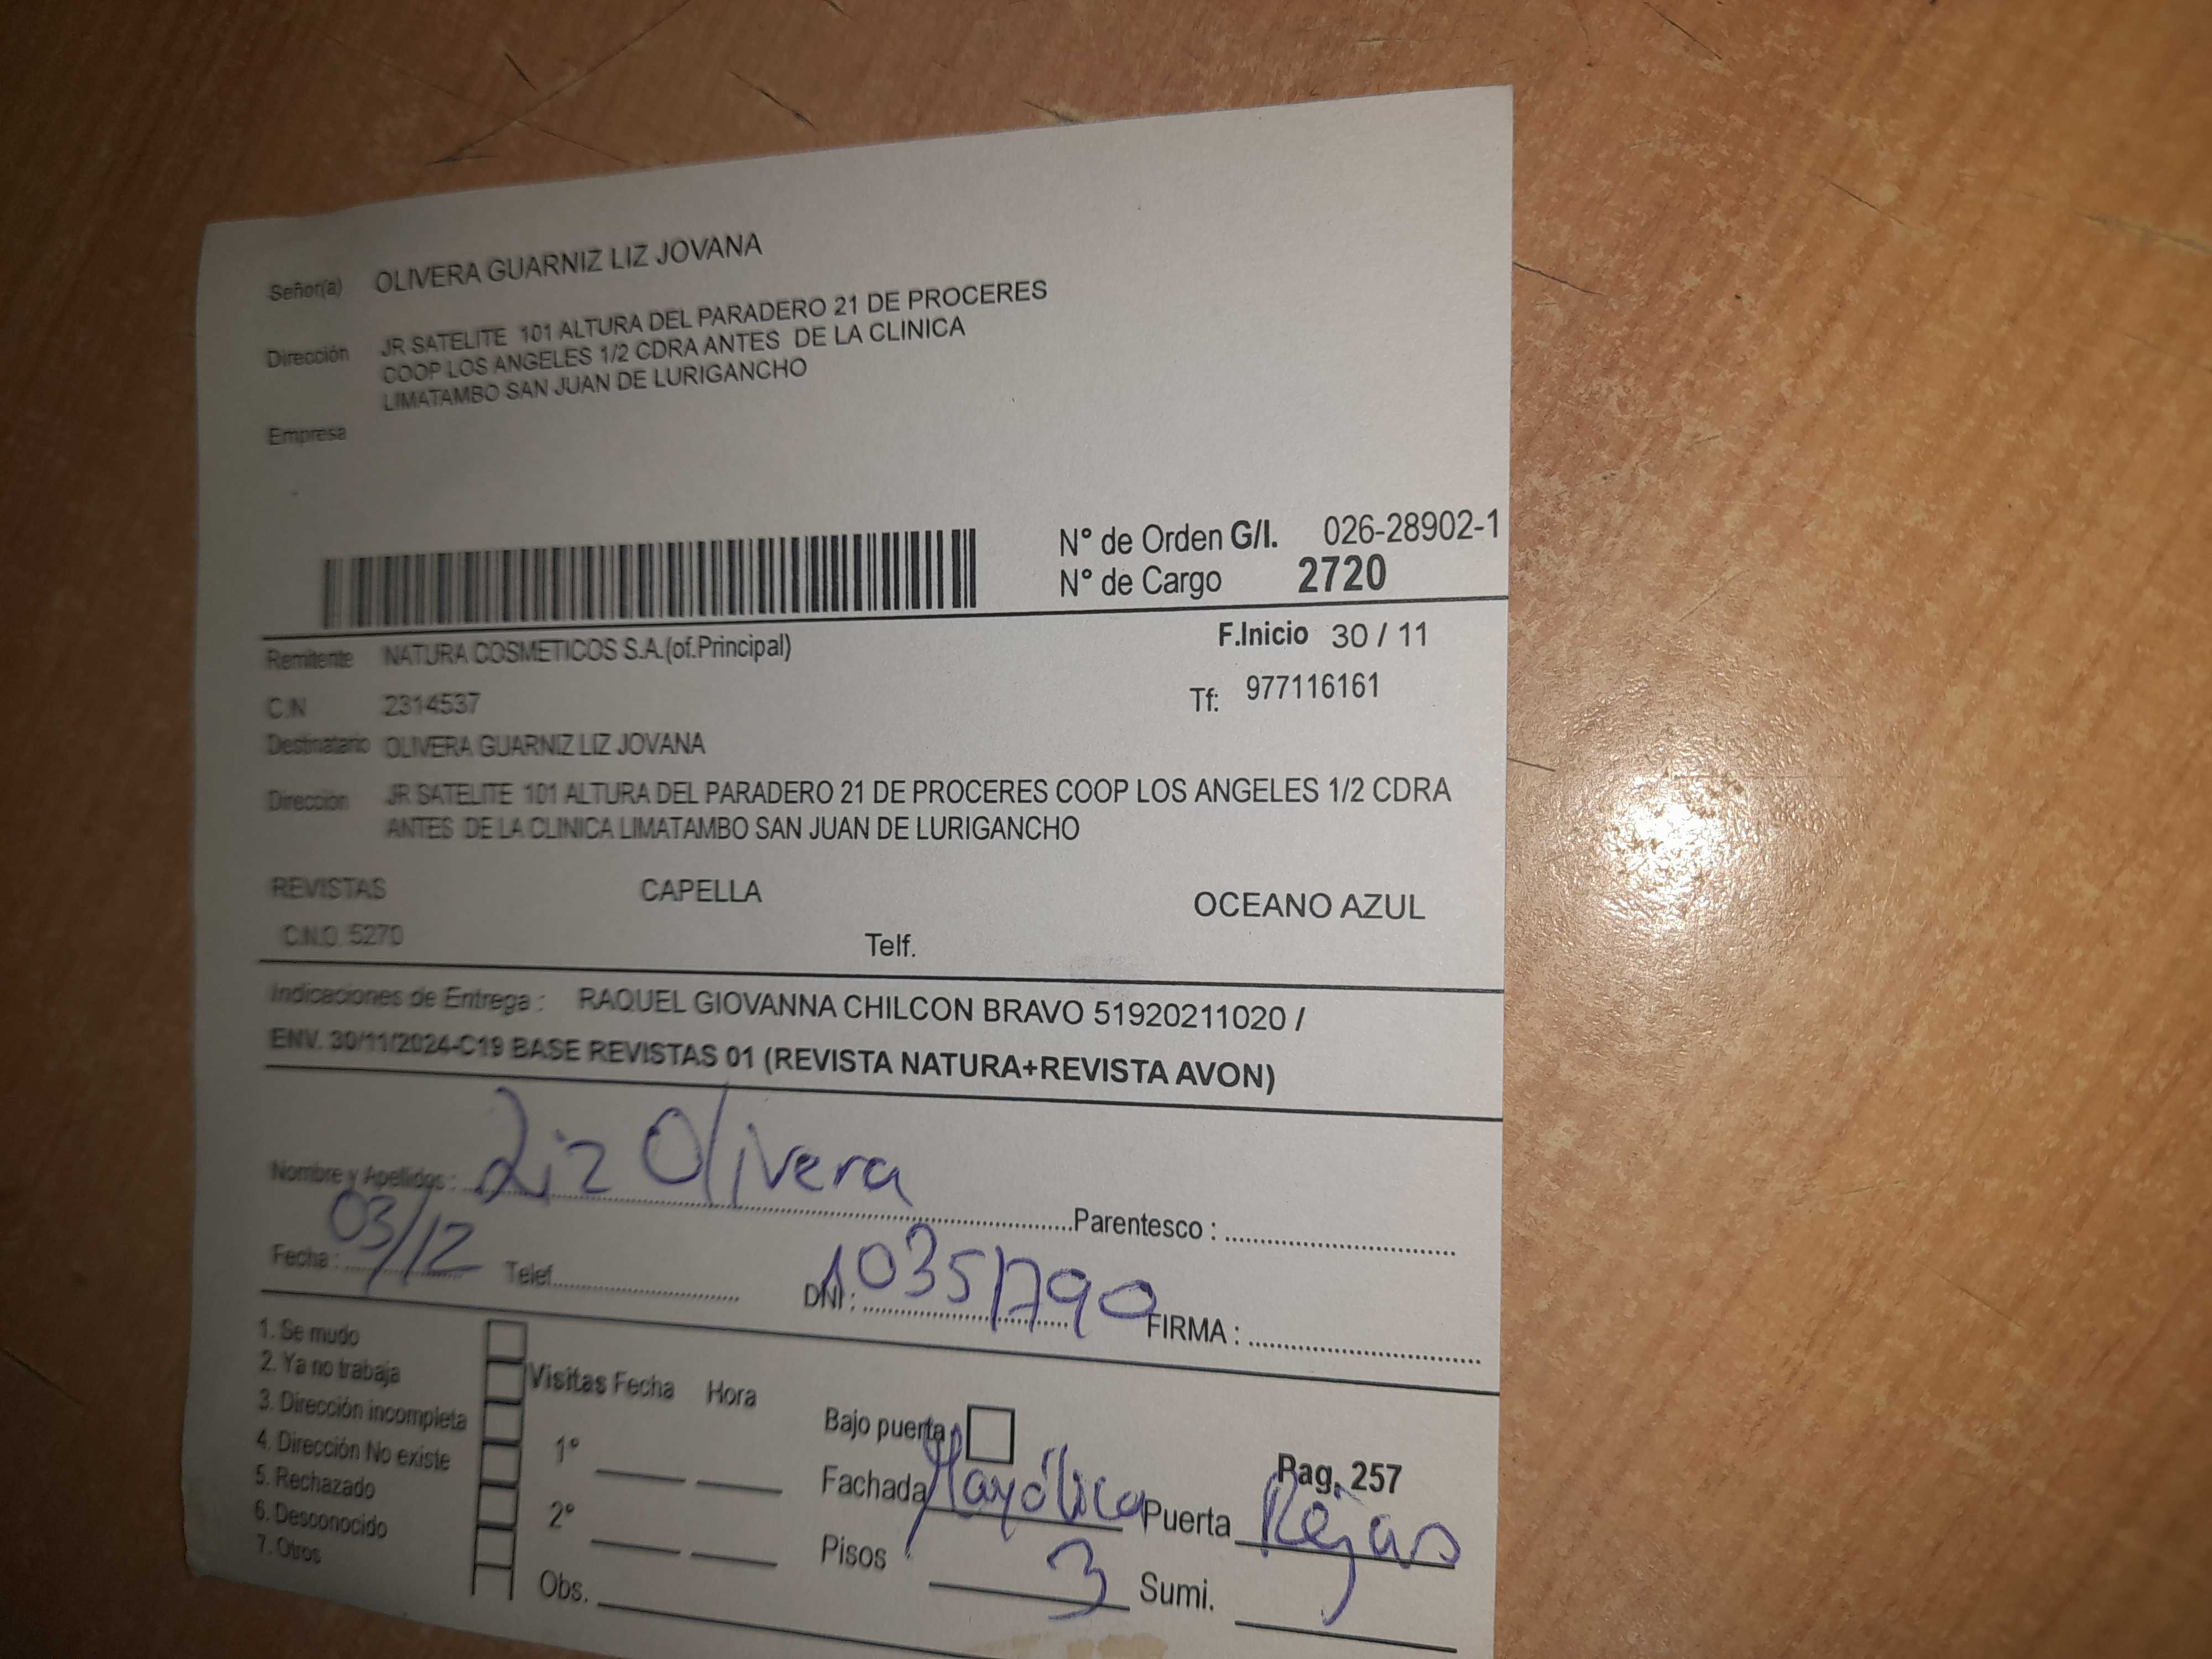 Señor(a) OLIVERA GUARNIZ LIZ JOVANA
Dirección JR SATELITE 101 ALTURA DEL PARADERO 21 DE PROCERES
COOP LOS ANGELES 1/2 CDRA ANTES DE LA CLINICA
LIMATAMBO SAN JUAN DE LURIGANCHO
Empresa
N° de Orden G/I. 026-28902-1
N° de Cargo 2720
Remitente NATURA COSMETICOS S.A.(of.Principal) F.Inicio 30 / 11
C.N 2314537 Tf: 977116161
Destinatario OLIVERA GUARNIZ LIZ JOVANA
Dirección JR SATELITE 101 ALTURA DEL PARADERO 21 DE PROCERES COOP LOS ANGELES 1/2 CDRA
ANTES DE LA CLINICA LIMATAMBO SAN JUAN DE LURIGANCHO
REVISTAS CAPELLA OCEANO AZUL
C.N.O. 5270 Telf.
Indicaciones de Entrega : RAQUEL GIOVANNA CHILCON BRAVO 51920211020 /
ENV. 30/11/2024-C19 BASE REVISTAS 01 (REVISTA NATURA+REVISTA AVON)
Nombre y Apellidos : Liz Olivera Parentesco :
Fecha : 03/12 Telef. DNI : 10351790 FIRMA :
1. Se mudo
2. Ya no trabaja
3. Dirección incompleta
4. Dirección No existe
5. Rechazado
6. Desconocido
7. Otros
Visitas Fecha Hora
1°
2°
Obs.
Bajo puerta
Pag. 257
Fachada Mayólica Puerta Rejas
Pisos 3 Sumi.